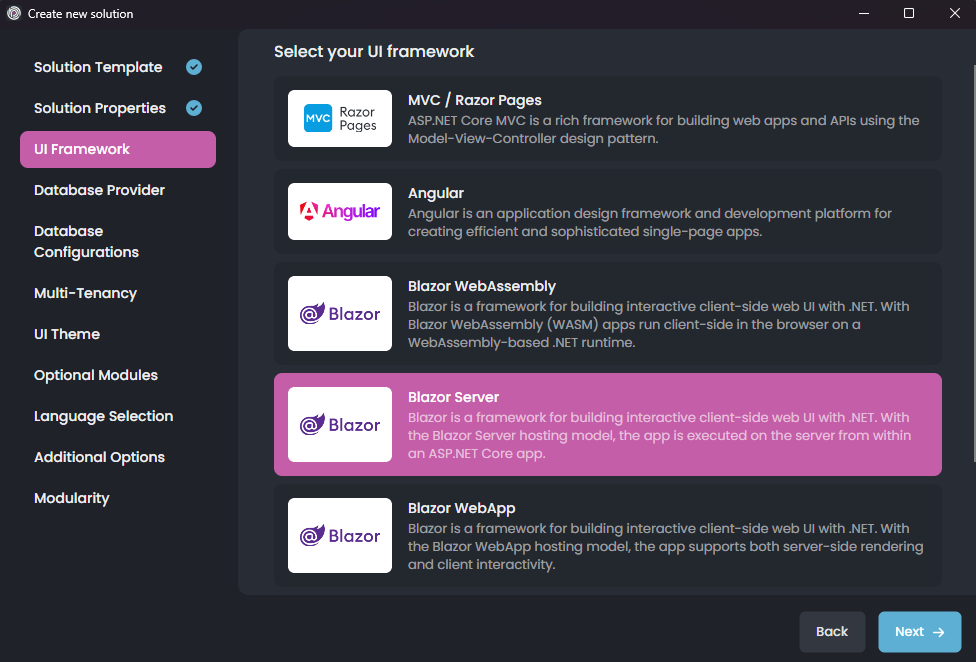 Create new solution
Solution Template
Solution Properties
UI Framework
Database Provider
Database
Configurations
Multi-Tenancy
UI Theme
Optional Modules
Language Selection
Additional Options
Modularity
Select your UI framework
MVC
Razor
Pages
MVC / Razor Pages
ASP.NET Core MVC is a rich framework for building web apps and APIs using the
Model-View-Controller design pattern.
Angular
Angular
Angular is an application design framework and development platform for
creating efficient and sophisticated single-page apps.
Blazor
Blazor WebAssembly
Blazor is a framework for building interactive client-side web UI with .NET. With
Blazor WebAssembly (WASM) apps run client-side in the browser on a
WebAssembly-based .NET runtime.
Blazor
Blazor Server
Blazor is a framework for building interactive client-side web UI with .NET. With
the Blazor Server hosting model, the app is executed on the server from within
an ASP.NET Core app.
Blazor
Blazor WebApp
Blazor is a framework for building interactive client-side web UI with .NET. With
the Blazor WebApp hosting model, the app supports both server-side rendering
and client interactivity.
Back
Next →